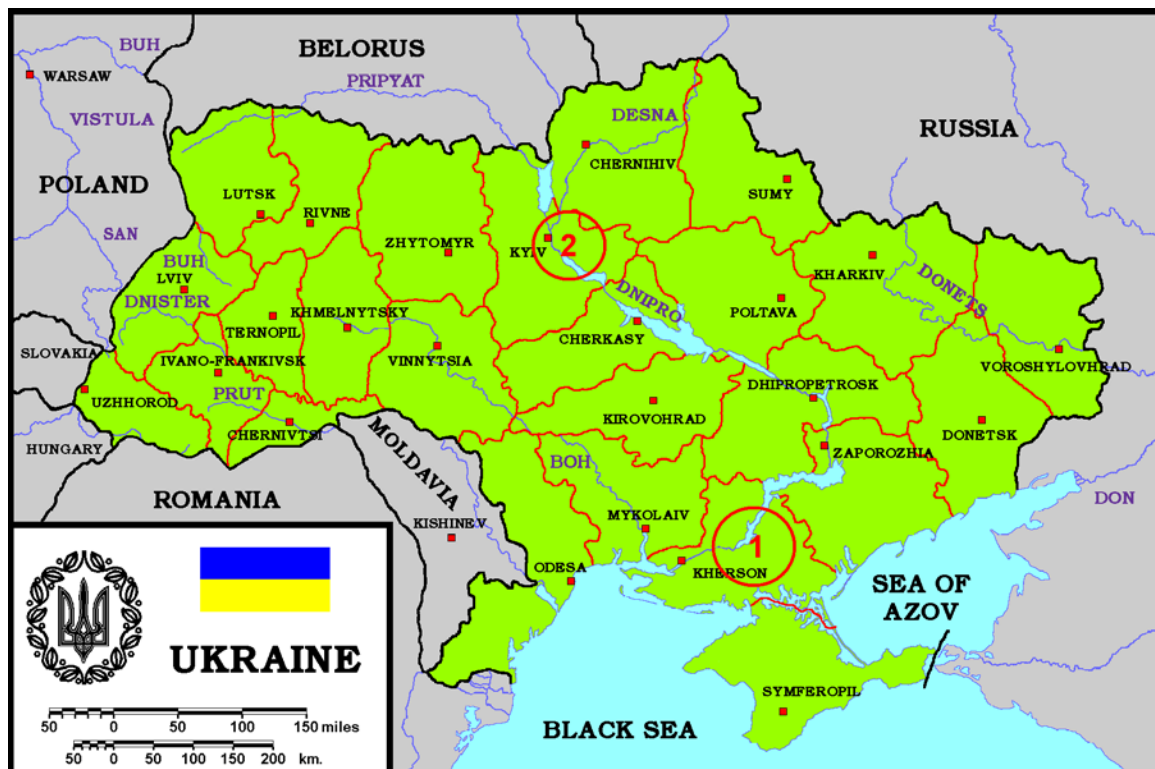 BUH
BELORUS
WARSAW
PRIPYAT
VISTULA
DESNA
RUSSIA
CHERNIHIV
POLAND
SUMY
LUTSK
RIVNE
SAN
ZHYTOMYR
KYIV
2
BUH
KHARKIV
LVIV
DONETS
DNISTER
DNIPRO
POLTAVA
KHMELNYTSKY
TERNOPIL
CHERKASY
SLOVAKIA
IVANO-FRANKIVSK
VINNYTSIA
VOROSHYLOVHRAD
DHIPROPETROSK
PRUT
UZHHOROD
KIROVOHRAD
CHERNIVTSI
DONETSK
HUNGARY
ZAPOROZHIA
MOLDAVIA
BOH
ROMANIA
DON
MYKOLAIV
KISHINEV
1
ODESA
KHERSON
SEA OF
AZOV
UKRAINE
SYMFEROPIL
50 0 50 100 150 miles
BLACK SEA
50 0 50 100 150 200 km.